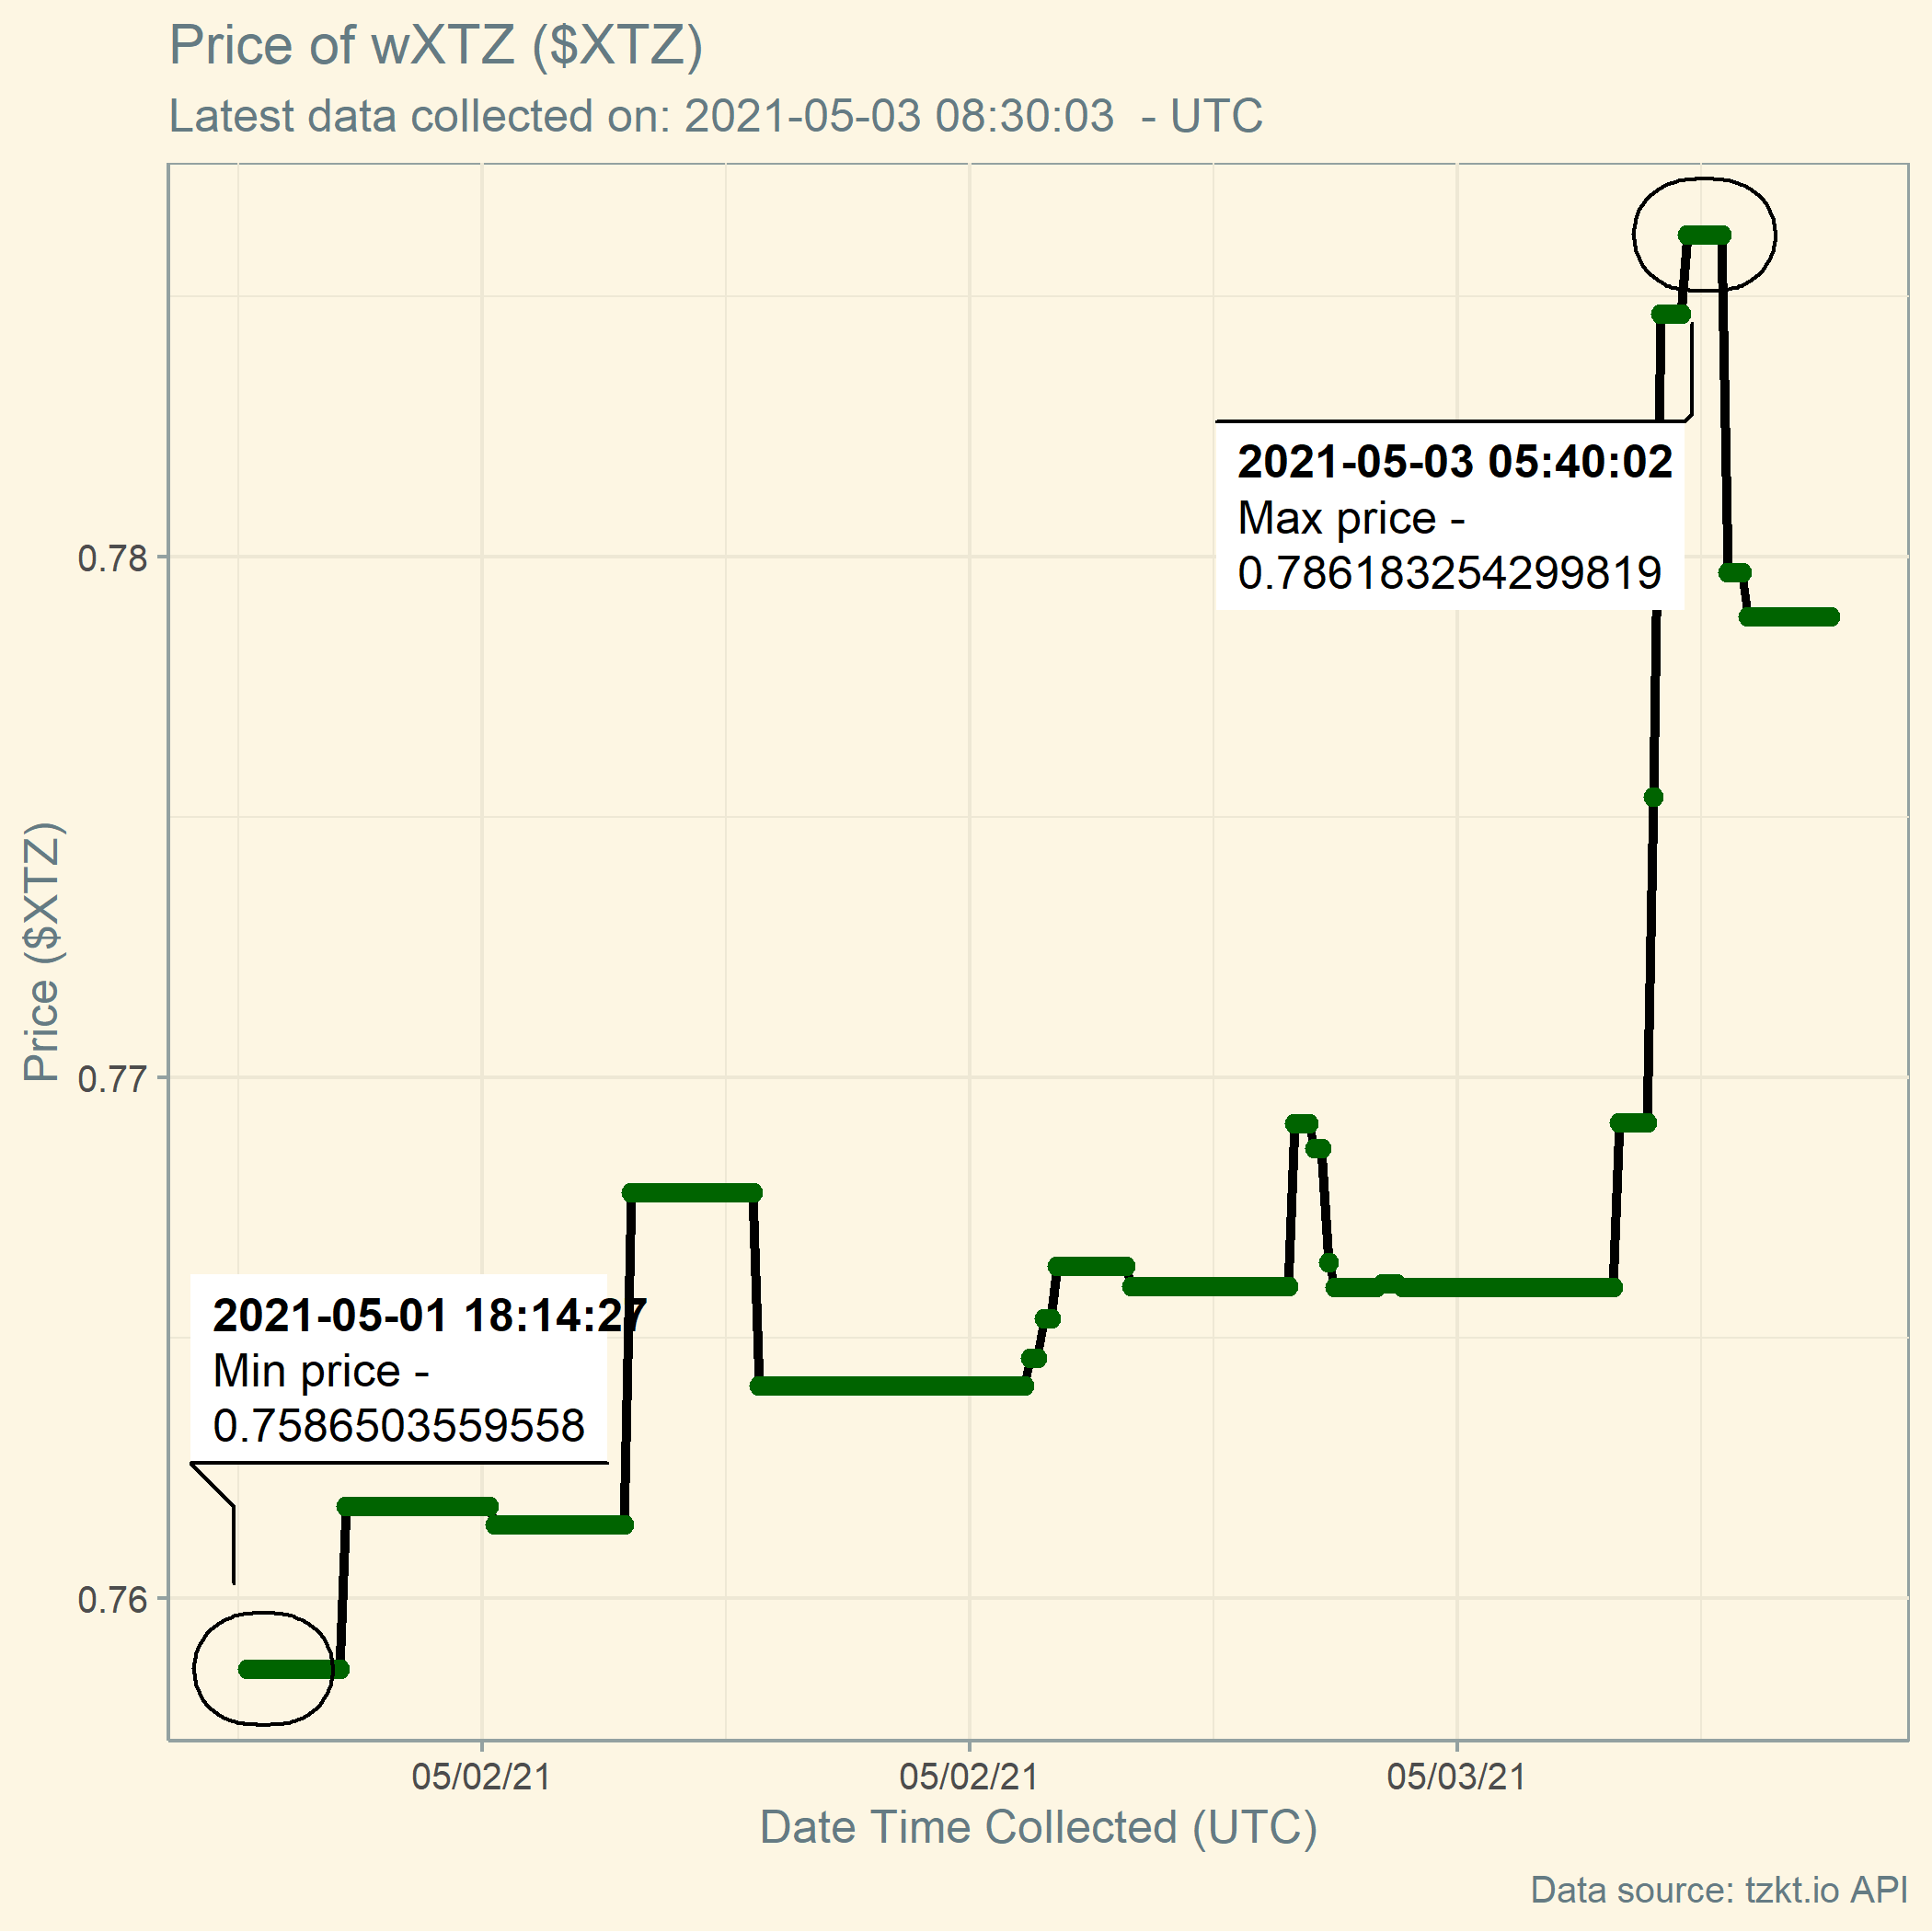 Price of wXTZ ($XTZ)
Latest data collected on: 2021-05-03 08:30:03  - UTC
2021-05-03 05:40:02
Max price -
0.786183254299819
0.78
0.77
0.76
Price ($XTZ)
2021-05-01 18:14:27
Min price -
0.7586503559558
05/02/21
05/02/21
05/03/21
Date Time Collected (UTC)
Data source: tzkt.io API